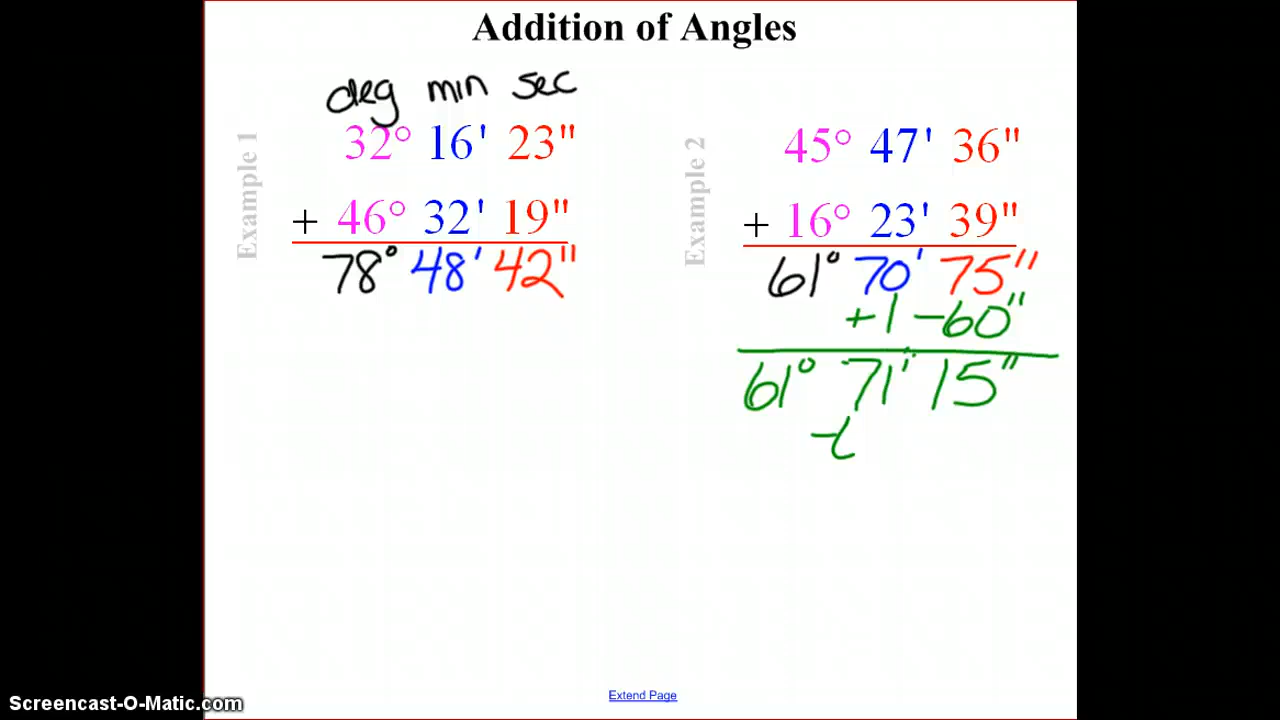 Addition of Angles
deg min sec
Example 1
32° 16' 23"
+ 46° 32' 19"
78° 48' 42"
Example 2
45° 47' 36"
+ 16° 23' 39"
61° 70' 75"
+1 -60"
61° 71' 15"
Extend Page
Screencast-O-Matic.com